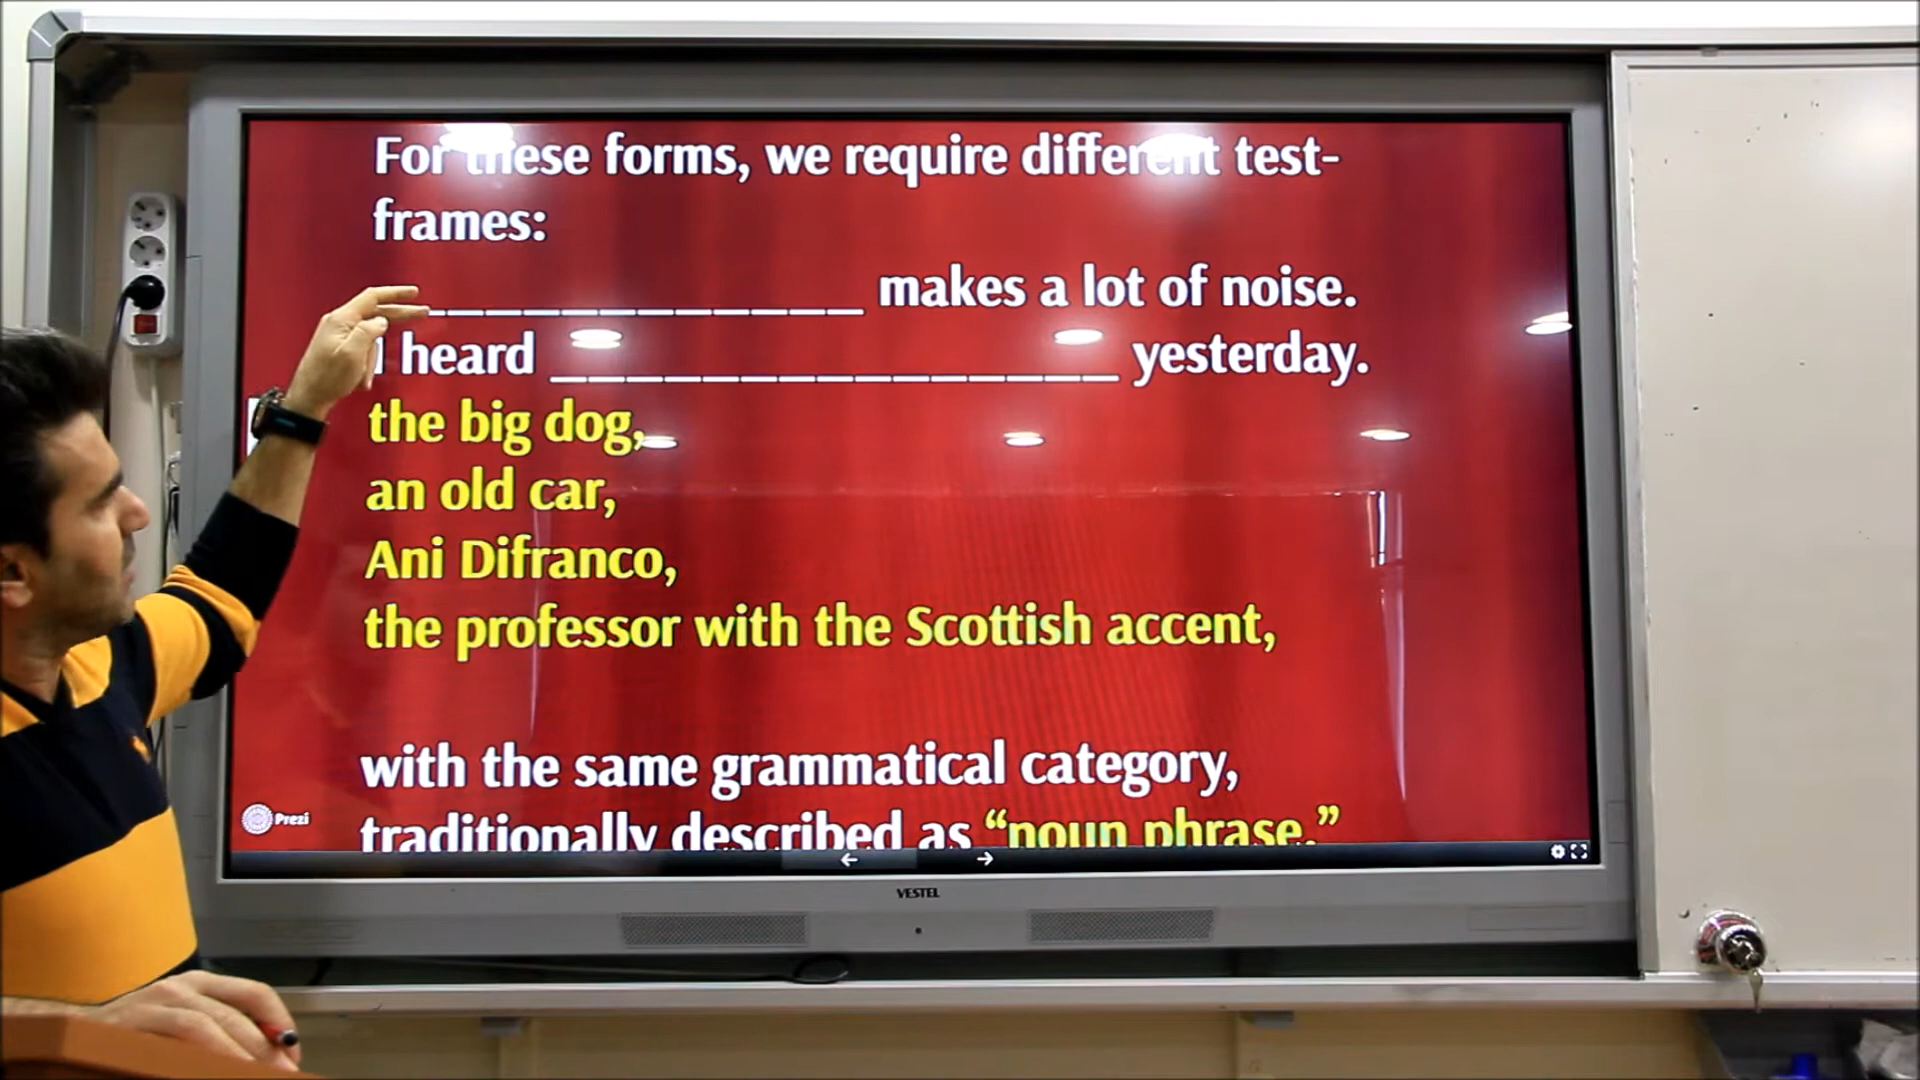 For these forms, we require different test-
frames:
____________ makes a lot of noise.
I heard _______________ yesterday.
the big dog,
an old car,
Ani Difranco,
the professor with the Scottish accent,
with the same grammatical category,
traditionally described as “noun phrase.”
Prezi
VESTEL